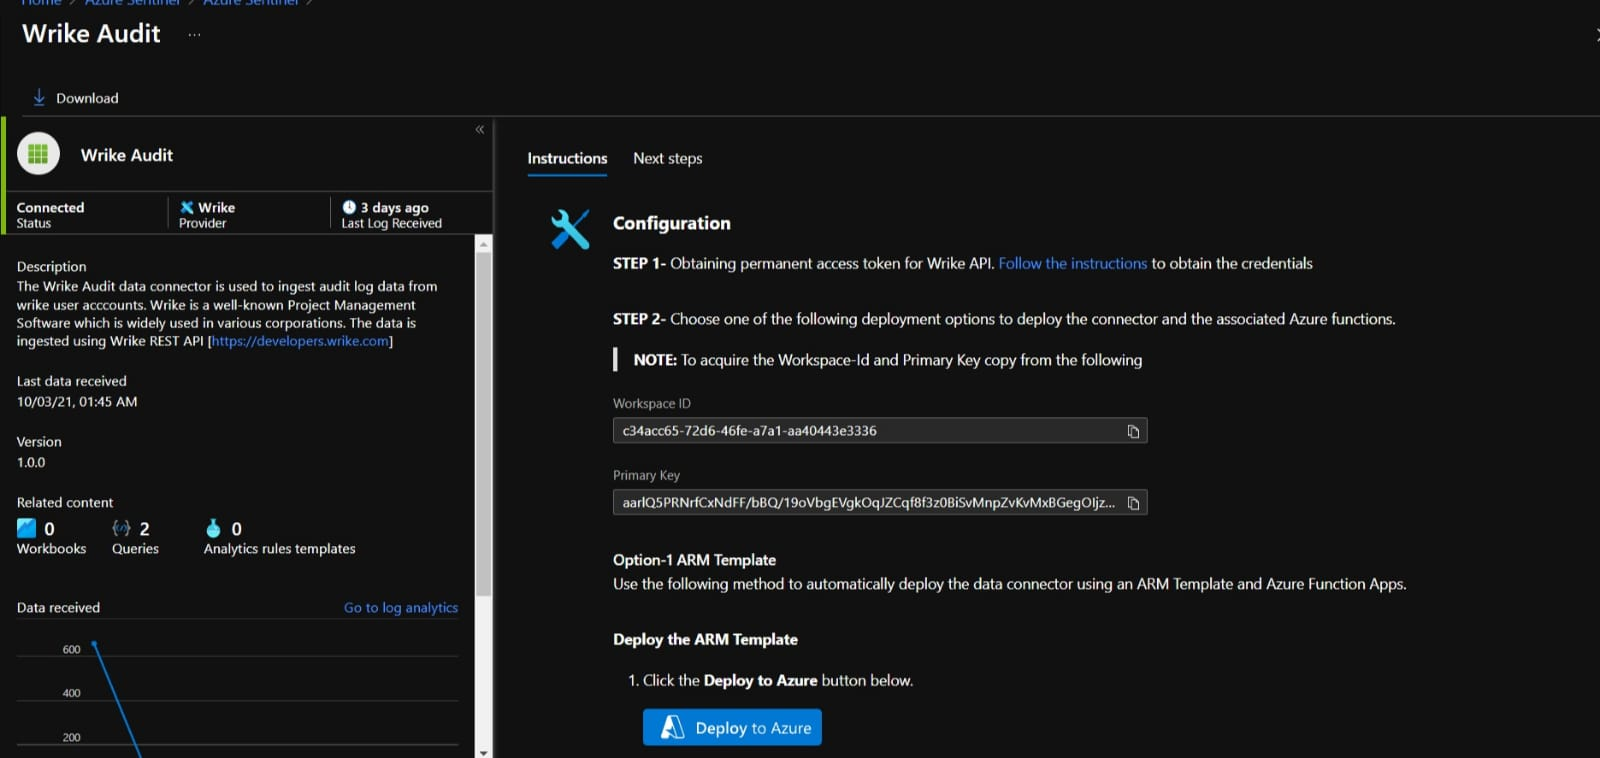 Home > Azure Sentinel > Azure Sentinel >
Wrike Audit ...
Download
«
Wrike Audit
Connected
Status
Wrike
Provider
3 days ago
Last Log Received
Description
The Wrike Audit data connector is used to ingest audit log data from
wrike user acccounts. Wrike is a well-known Project Management
Software which is widely used in various corporations. The data is
ingested using Wrike REST API [https://developers.wrike.com]
Last data received
10/03/21, 01:45 AM
Version
1.0.0
Related content
0
Workbooks
2
Queries
0
Analytics rules templates
Data received
Go to log analytics
600
400
200
Instructions
Next steps
Configuration
STEP 1- Obtaining permanent access token for Wrike API. Follow the instructions to obtain the credentials
STEP 2- Choose one of the following deployment options to deploy the connector and the associated Azure functions.
NOTE: To acquire the Workspace-Id and Primary Key copy from the following
Workspace ID
c34acc65-72d6-46fe-a7a1-aa40443e3336
Primary Key
aarlQ5PRNrfCxNdFF/bBQ/19oVbgEVgkOqJZCqf8f3z0BiSvMnpZvKvMxBGegOIjz...
Option-1 ARM Template
Use the following method to automatically deploy the data connector using an ARM Template and Azure Function Apps.
Deploy the ARM Template
1. Click the Deploy to Azure button below.
Deploy to Azure